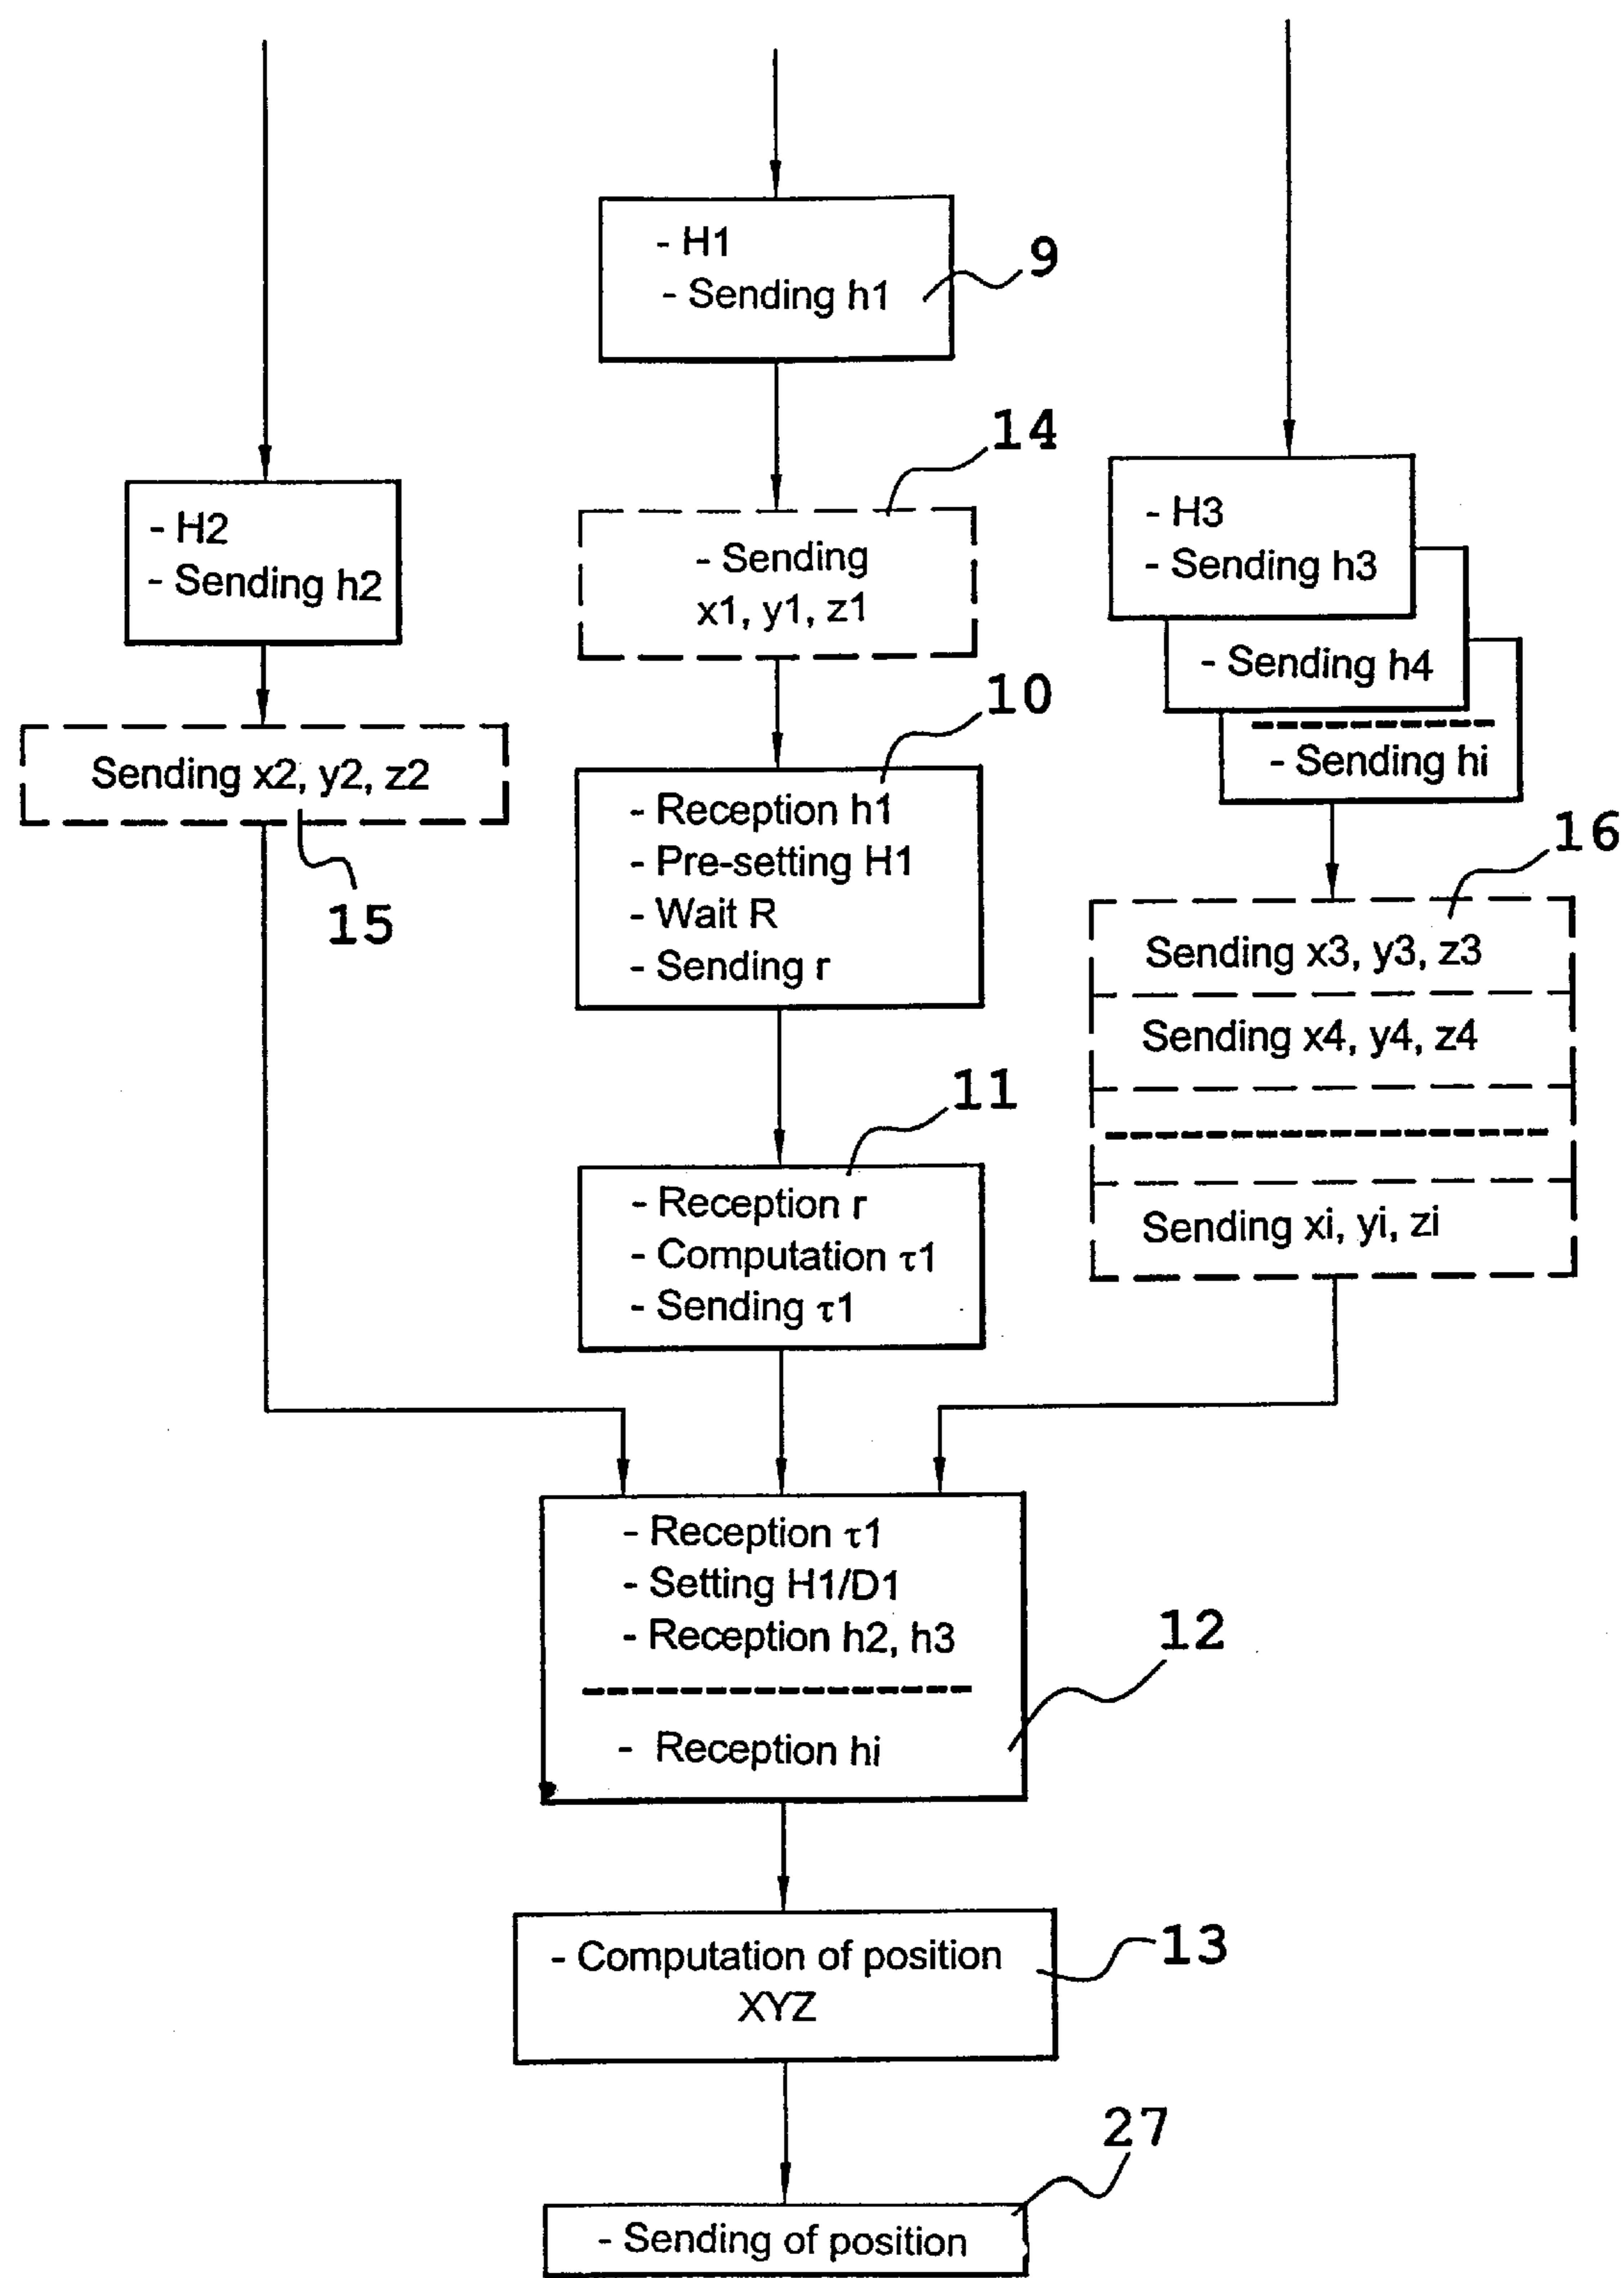 - H1
- Sending h1
9
14
- H2
- Sending h2
- Sending
x1, y1, z1
- H3
- Sending h3
- Sending h4
- Sending hi
10
Sending x2, y2, z2
15
- Reception h1
- Pre-setting H1
- Wait R
- Sending r
16
Sending x3, y3, z3
Sending x4, y4, z4
Sending xi, yi, zi
11
- Reception r
- Computation τ1
- Sending τ1
- Reception τ1
- Setting H1/D1
- Reception h2, h3
- Reception hi
12
- Computation of position
XYZ
13
27
- Sending of position